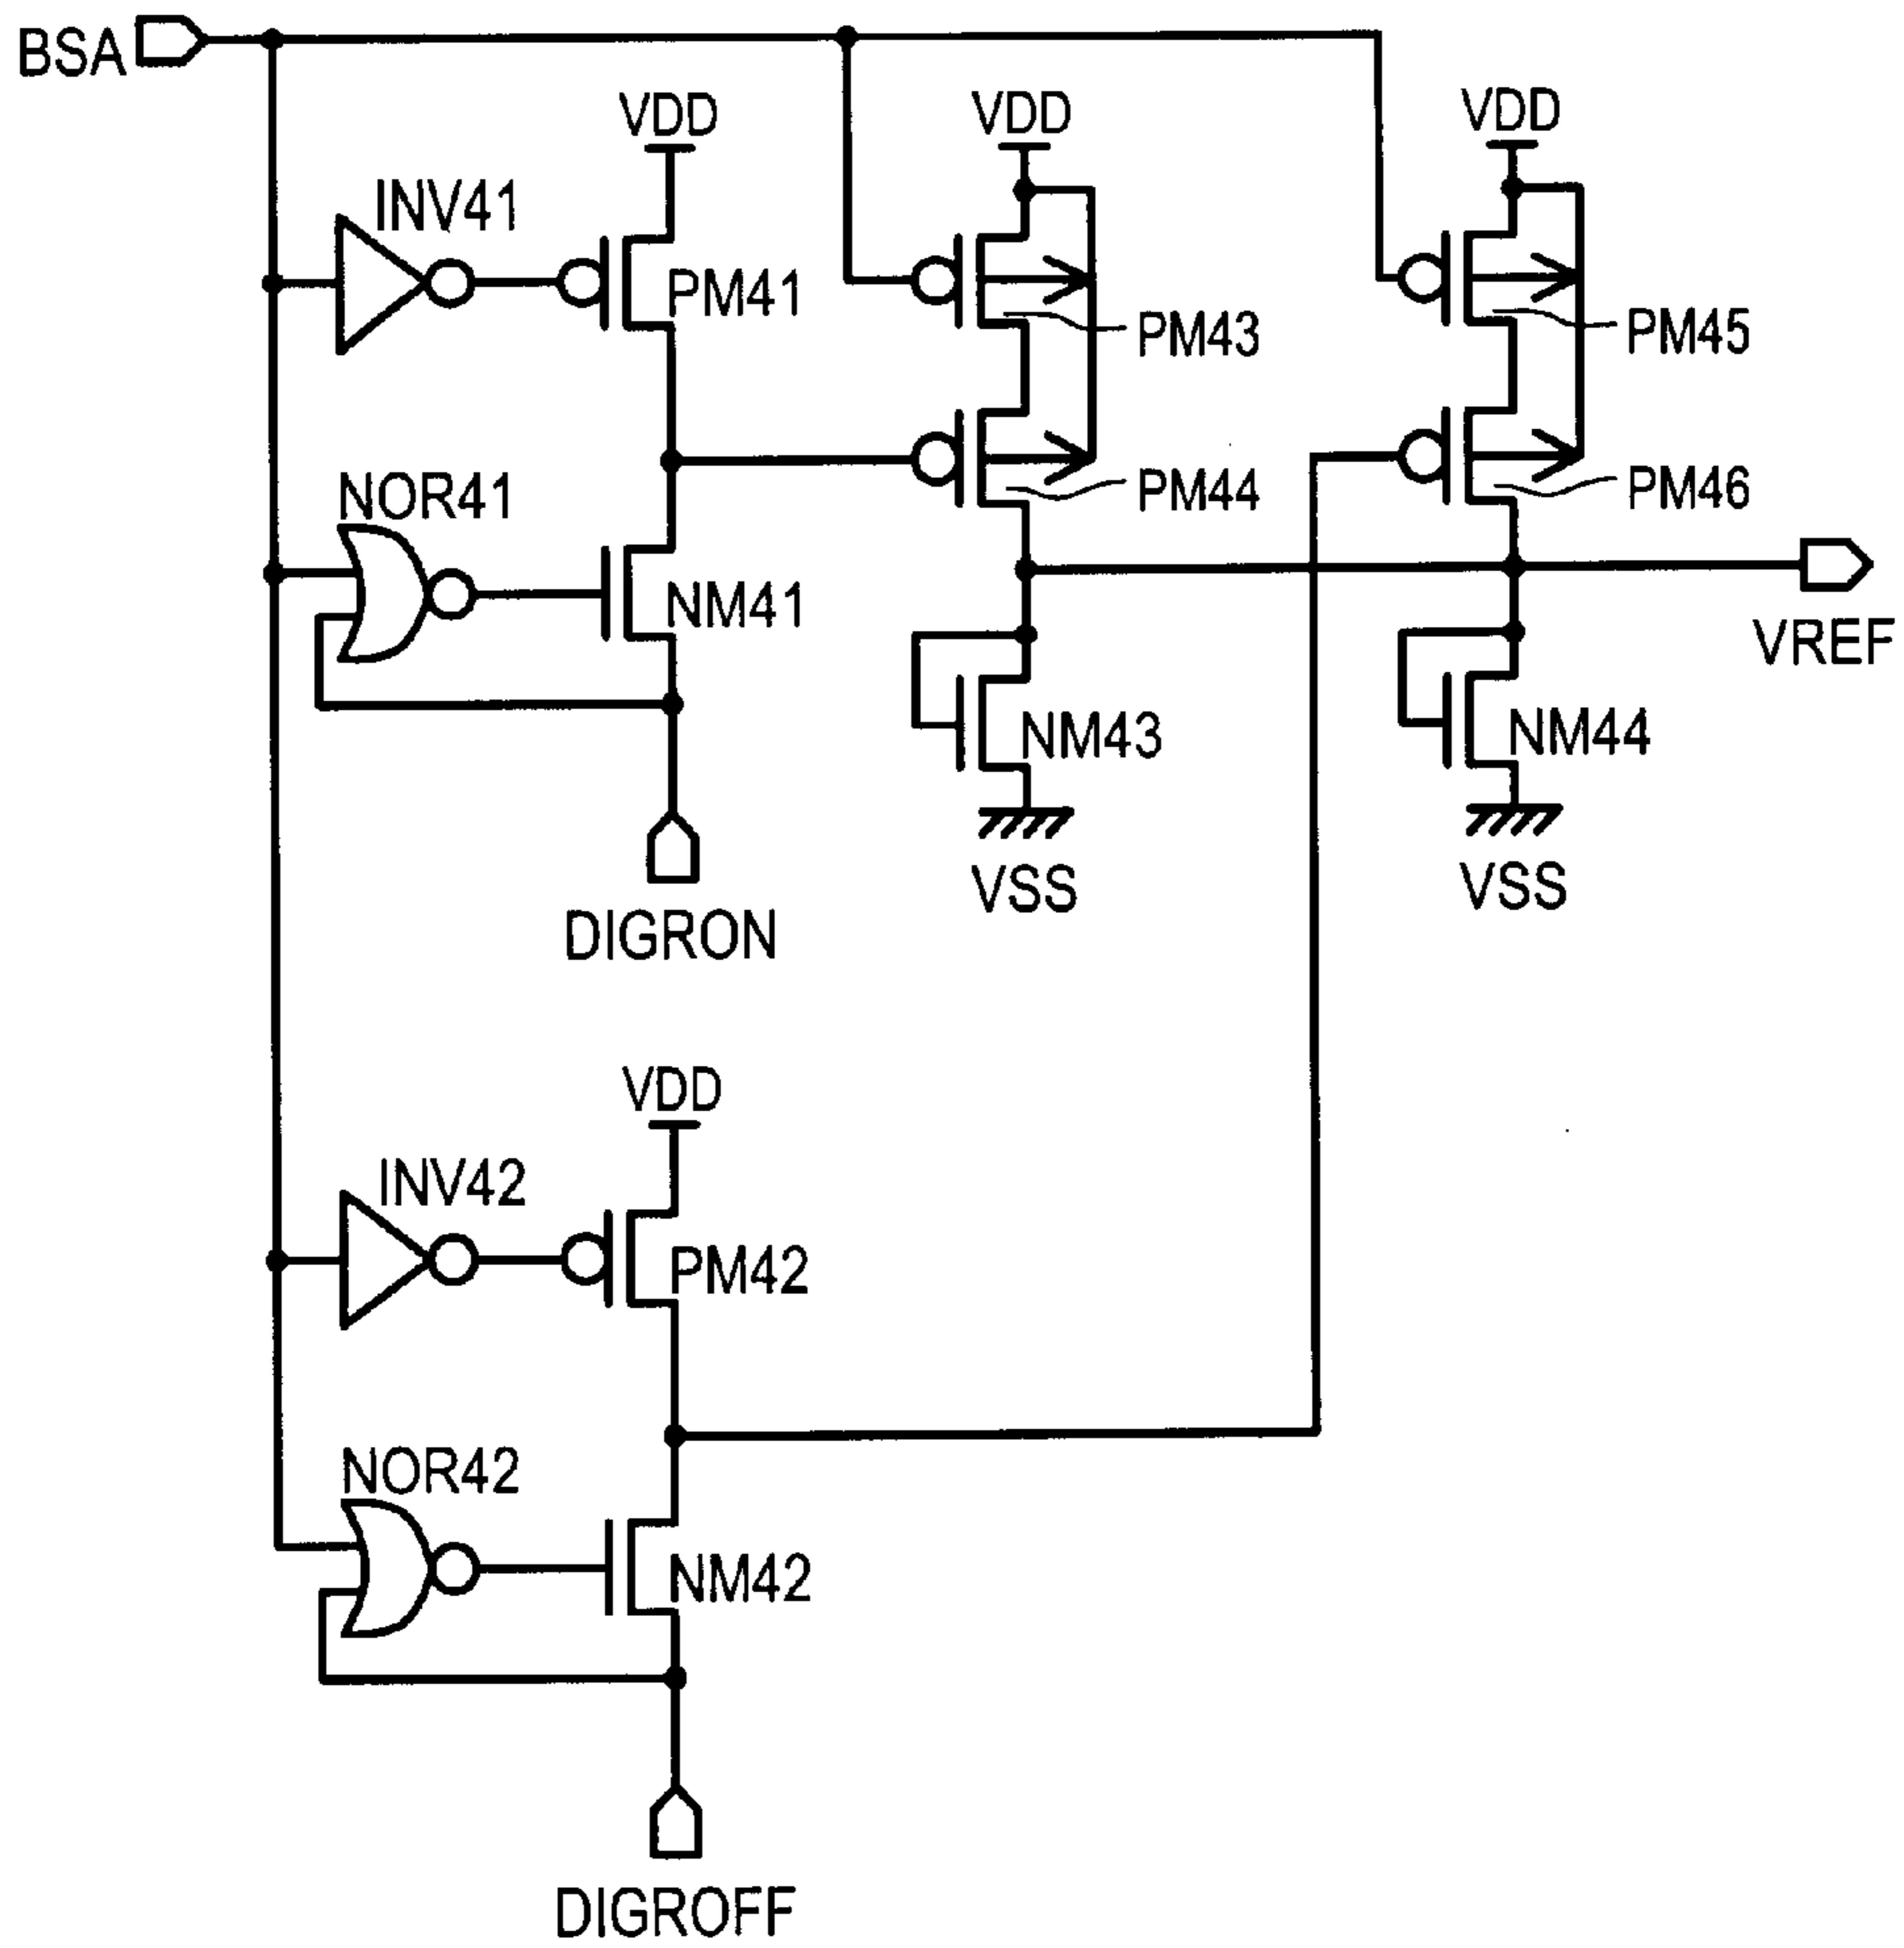 BSA
VDD
VDD
VDD
INV41
PM41
PM43
PM45
NOR41
PM44
PM46
NM41
VREF
NM43
NM44
VSS
VSS
DIGRON
VDD
INV42
PM42
NOR42
NM42
DIGROFF